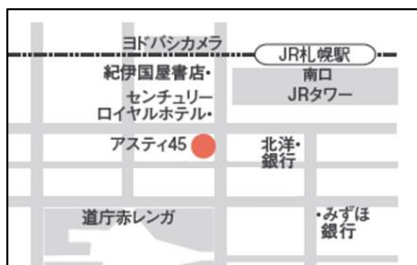 ヨドバシカメラ
JR札幌駅
紀伊国屋書店・
南口
JRタワー
センチュリー
ロイヤルホテル・
アスティ45
北洋・
銀行
道庁赤レンガ
・みずほ
銀行